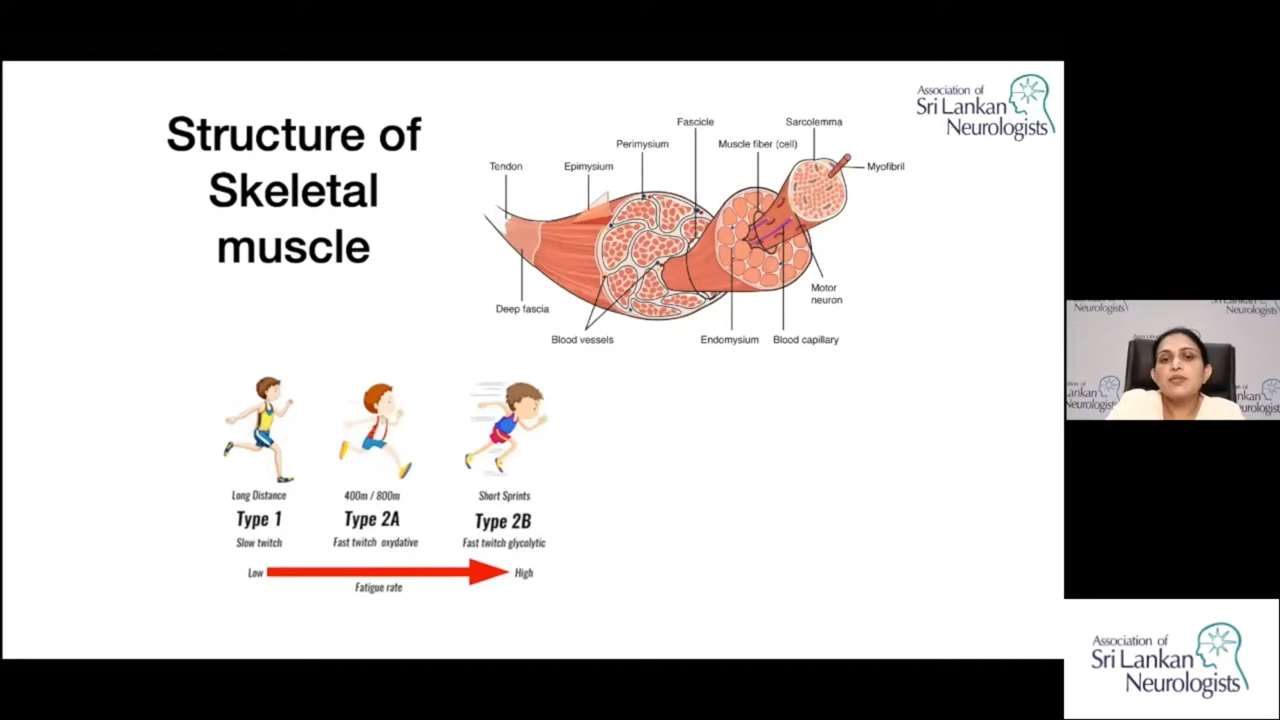 Structure of
Skeletal
muscle
Association of
Sri Lankan
Neurologists
Fascicle
Sarcolemma
Perimysium
Muscle fiber (cell)
Tendon
Epimysium
Myofibril
Motor
neuron
Deep fascia
Blood vessels
Endomysium
Blood capillary
Long Distance
400m / 800m
Short Sprints
Type 1
Type 2A
Type 2B
Slow twitch
Fast twitch oxydative
Fast twitch glycolytic
Low
High
Fatigue rate
Neurologists
Neurologists
Association of
Sri Lankan
Neurologists